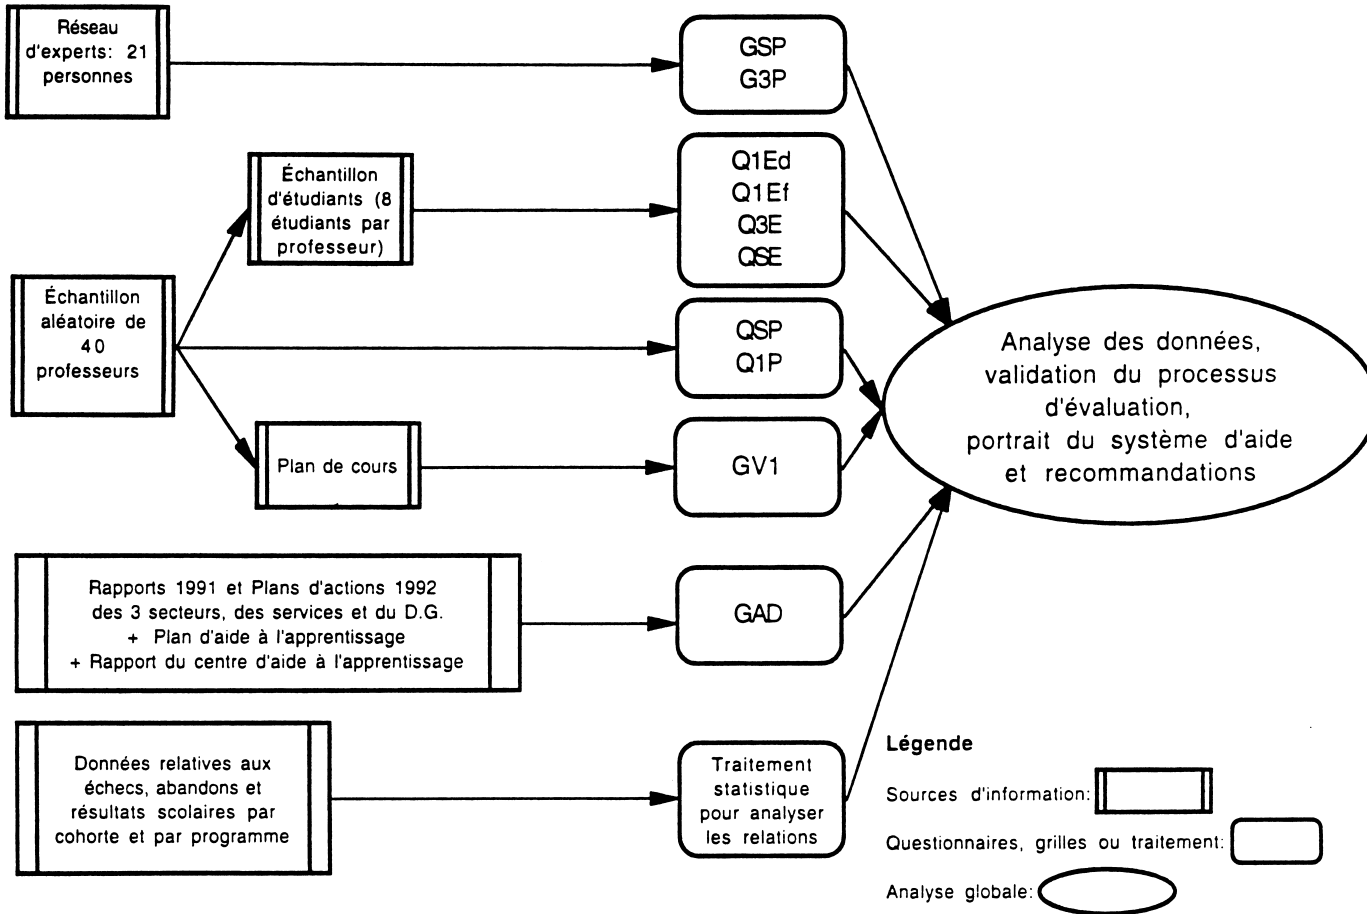 Réseau
d'experts: 21
personnes
GSP
G3P
Échantillon
d'étudiants (8
étudiants par
professeur)
Q1Ed
Q1Ef
Q3E
QSE
Échantillon
aléatoire de
40
professeurs
QSP
Q1P
Plan de cours
GV1
Analyse des données,
validation du processus
d'évaluation,
portrait du système d'aide
et recommandations
Rapports 1991 et Plans d'actions 1992
des 3 secteurs, des services et du D.G.
+ Plan d'aide à l'apprentissage
+ Rapport du centre d'aide à l'apprentissage
GAD
Données relatives aux
échecs, abandons et
résultats scolaires par
cohorte et par programme
Traitement
statistique
pour analyser
les relations
Légende
Sources d'information:
Questionnaires, grilles ou traitement:
Analyse globale: